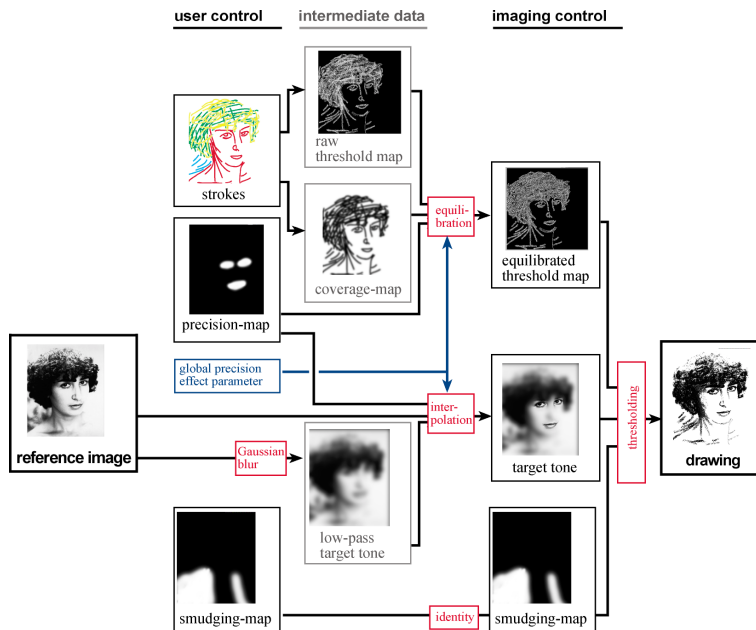 user control
intermediate data
imaging control
raw
threshold map
strokes
equili-
bration
coverage-map
equilibrated
threshold map
precision-map
global precision
effect parameter
inter-
polation
thresholding
reference image
Gaussian
blur
target tone
drawing
low-pass
target tone
smudging-map
identity
smudging-map